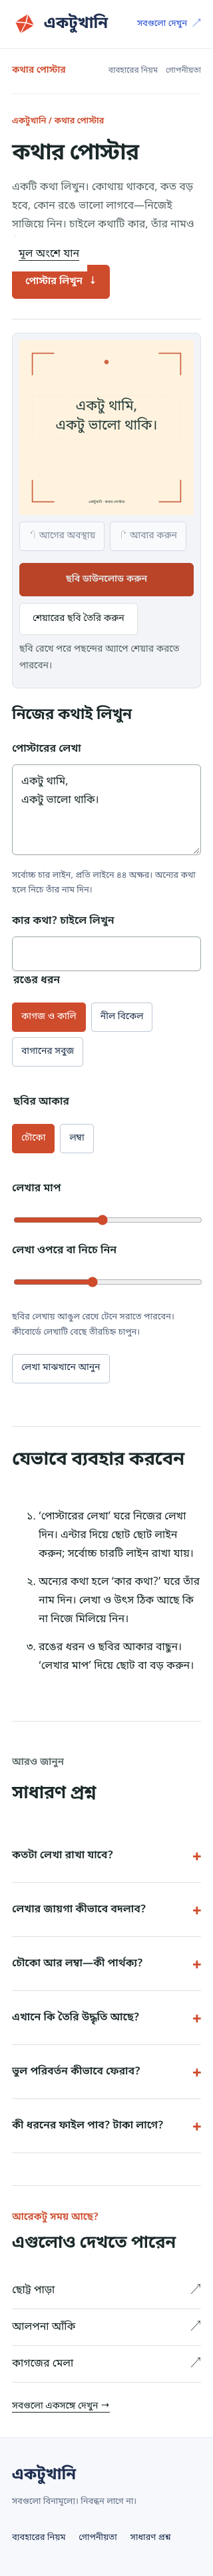 একটুখানি
সবগুলো দেখুন ↗
কথার পোস্টার
ব্যবহারের নিয়ম গোপনীয়তা
একটুখানি / কথার পোস্টার
কথার পোস্টার
একটি কথা লিখুন। কোথায় থাকবে, কত বড়
হবে, কোন রঙে ভালো লাগবে—নিজেই
সাজিয়ে নিন। চাইলে কথাটি কার, তাঁর নামও
মূল অংশে যান
পোস্টার লিখুন ↓
একটু থামি,
একটু ভালো থাকি।
একটুখানি · কথার পোস্টার
↶ আগের অবস্থায়
↷ আবার করুন
ছবি ডাউনলোড করুন
শেয়ারের ছবি তৈরি করুন
ছবি রেখে পরে পছন্দের অ্যাপে শেয়ার করতে
পারবেন।
নিজের কথাই লিখুন
পোস্টারের লেখা
একটু থামি,
একটু ভালো থাকি।
সর্বোচ্চ চার লাইন, প্রতি লাইনে ৪৪ অক্ষর। অন্যের কথা
হলে নিচে তাঁর নাম দিন।
কার কথা? চাইলে লিখুন
রঙের ধরন
কাগজ ও কালি
নীল বিকেল
বাগানের সবুজ
ছবির আকার
চৌকো
লম্বা
লেখার মাপ
লেখা ওপরে বা নিচে নিন
ছবির লেখায় আঙুল রেখে টেনে সরাতে পারবেন।
কীবোর্ডে লেখাটি বেছে তীরচিহ্ন চাপুন।
লেখা মাঝখানে আনুন
যেভাবে ব্যবহার করবেন
১. ‘পোস্টারের লেখা’ ঘরে নিজের লেখা
দিন। এন্টার দিয়ে ছোট ছোট লাইন
করুন; সর্বোচ্চ চারটি লাইন রাখা যায়।
২. অন্যের কথা হলে ‘কার কথা?’ ঘরে তাঁর
নাম দিন। লেখা ও উৎস ঠিক আছে কি
না নিজে মিলিয়ে নিন।
৩. রঙের ধরন ও ছবির আকার বাছুন।
‘লেখার মাপ’ দিয়ে ছোট বা বড় করুন।
আরও জানুন
সাধারণ প্রশ্ন
কতটা লেখা রাখা যাবে? +
লেখার জায়গা কীভাবে বদলাব? +
চৌকো আর লম্বা—কী পার্থক্য? +
এখানে কি তৈরি উদ্ধৃতি আছে? +
ভুল পরিবর্তন কীভাবে ফেরাব? +
কী ধরনের ফাইল পাব? টাকা লাগে? +
আরেকটু সময় আছে?
এগুলোও দেখতে পারেন
ছোট্ট পাড়া ↗
আলপনা আঁকি ↗
কাগজের মেলা ↗
সবগুলো একসঙ্গে দেখুন →
একটুখানি
সবগুলো বিনামূল্যে। নিবন্ধন লাগে না।
ব্যবহারের নিয়ম গোপনীয়তা সাধারণ প্রশ্ন